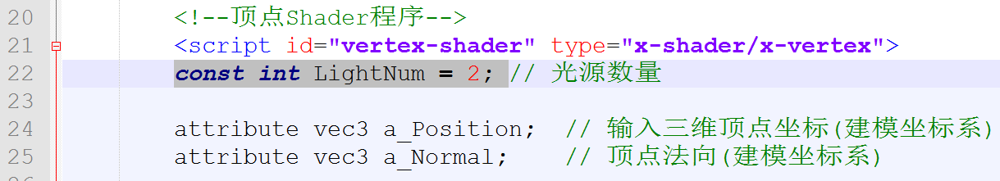 20 <!--顶点Shader程序-->
21 <script id="vertex-shader" type="x-shader/x-vertex">
22 const int LightNum = 2; // 光源数量
23
24 attribute vec3 a_Position; // 输入三维顶点坐标(建模坐标系)
25 attribute vec3 a_Normal; // 顶点法向(建模坐标系)